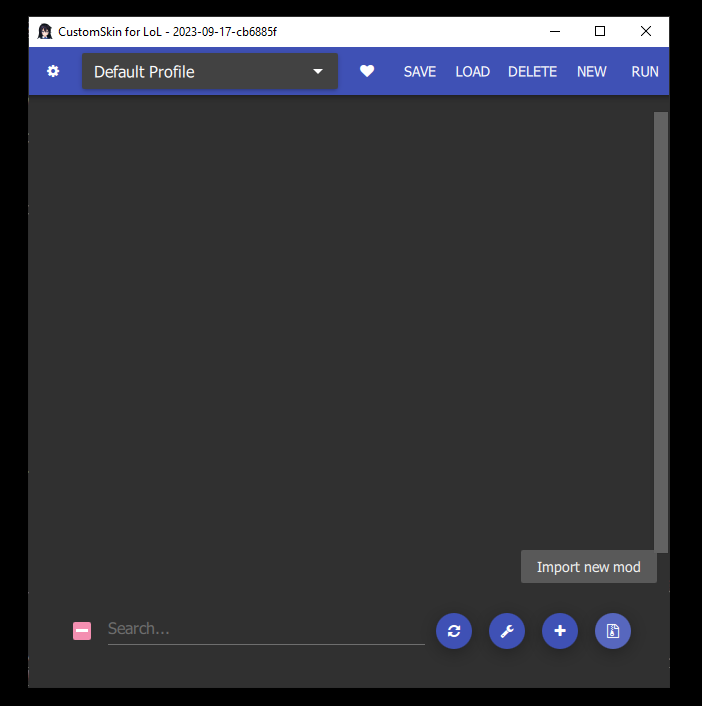 CustomSkin for LoL - 2023-09-17-cb6885f
Default Profile
SAVE LOAD DELETE NEW RUN
Import new mod
Search...